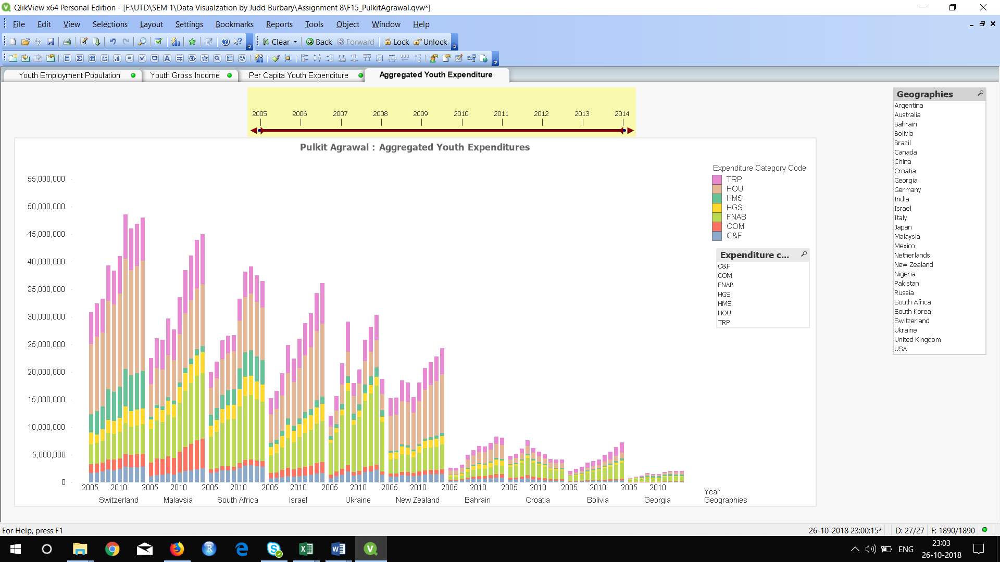 QlikView x64 Personal Edition - [F:\UTD\SEM 1\Data Visualzation by Judd Burbary\Assignment 8\F15_PulkitAgrawal.qvw*]
File Edit View Selections Layout Settings Bookmarks Reports Tools Object Window Help
Clear Back Forward Lock Unlock
Youth Employment Population Youth Gross Income Per Capita Youth Expenditure Aggregated Youth Expenditure
2005 2006 2007 2008 2009 2010 2011 2012 2013 2014
Pulkit Agrawal : Aggregated Youth Expenditures
55,000,000
50,000,000
45,000,000
40,000,000
35,000,000
30,000,000
25,000,000
20,000,000
15,000,000
10,000,000
5,000,000
0
2005 2010 2005 2010 2005 2010 2005 2010 2005 2010 2005 2010 2005 2010 2005 2010 2005 2010 2005 2010
Switzerland Malaysia South Africa Israel Ukraine New Zealand Bahrain Croatia Bolivia Georgia
Year
Geographies
Expenditure Category Code
TRP
HOU
HMS
HGS
FNAB
COM
C&F
Expenditure c...
C&F
COM
FNAB
HGS
HMS
HOU
TRP
Geographies
Argentina
Australia
Bahrain
Bolivia
Brazil
Canada
China
Croatia
Georgia
Germany
India
Israel
Italy
Japan
Malaysia
Mexico
Netherlands
New Zealand
Nigeria
Pakistan
Russia
South Africa
South Korea
Switzerland
Ukraine
United Kingdom
USA
For Help, press F1
26-10-2018 23:00:15* D: 27/27 F: 1890/1890
ENG
23:03
26-10-2018